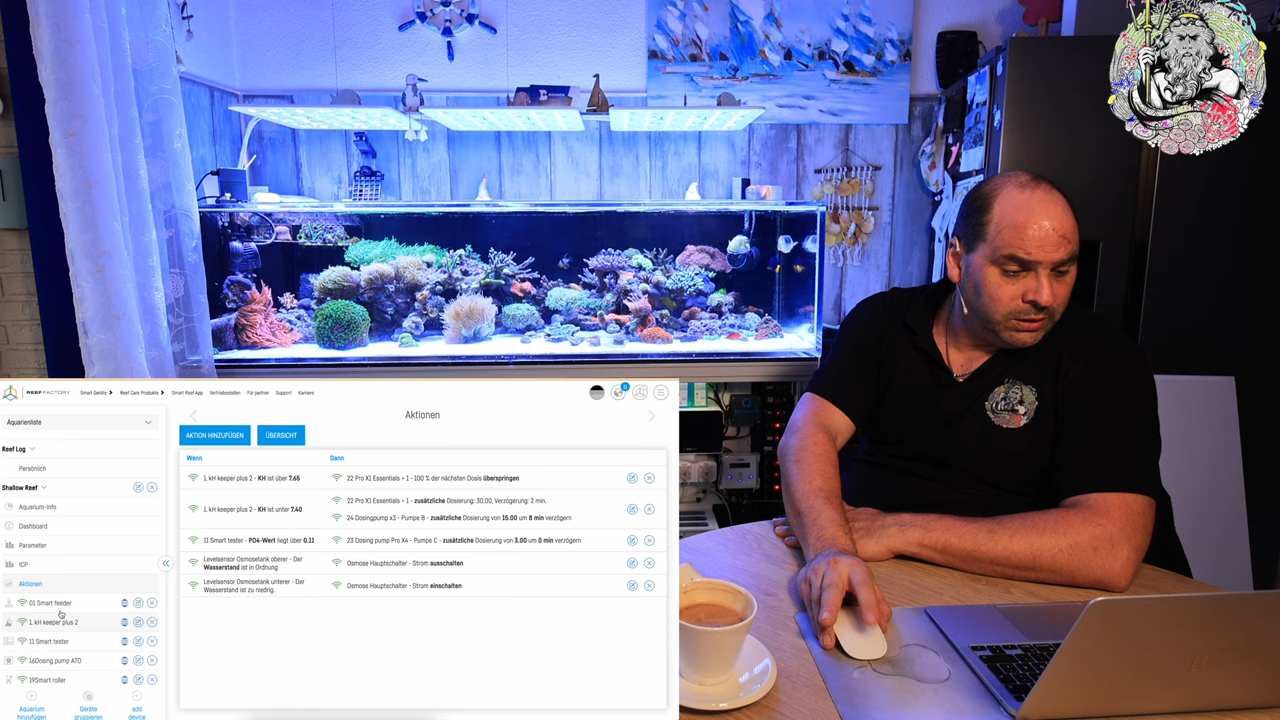 REEF FACTORY
Smart Geräte
Reef Care Produkte
Smart Reef App
Vertriebsstellen
Für partner
Support
Karriere
Aquarienliste
Reef Log
Persönlich
Shallow Reef
Aquarium-Info
Dashboard
Parameter
ICP
Aktionen
01 Smart feeder
1. kH keeper plus 2
11 Smart tester
16Dosing pump ATO
19Smart roller
Aquarium
hinzufügen
Geräte
gruppieren
add
device
Aktionen
AKTION HINZUFÜGEN
ÜBERSICHT
Wenn
Dann
1. kH keeper plus 2 - KH ist über 7.65
22 Pro X1 Essentials + 1 - 100 % der nächsten Dosis überspringen
1. kH keeper plus 2 - KH ist unter 7.40
22 Pro X1 Essentials + 1 - zusätzliche Dosierung: 30.00, Verzögerung: 2 min.
24 Dosingpump x3 - Pumpe B - zusätzliche Dosierung von 15.00 um 8 min verzögern
11 Smart tester - PO4-Wert liegt über 0.11
23 Dosing pump Pro X4 - Pumpe C - zusätzliche Dosierung von 3.00 um 0 min verzögern
Levelsensor Osmosetank oberer - Der
Wasserstand ist in Ordnung
Osmose Hauptschalter - Strom ausschalten
Levelsensor Osmosetank unterer - Der
Wasserstand ist zu niedrig.
Osmose Hauptschalter - Strom einschalten